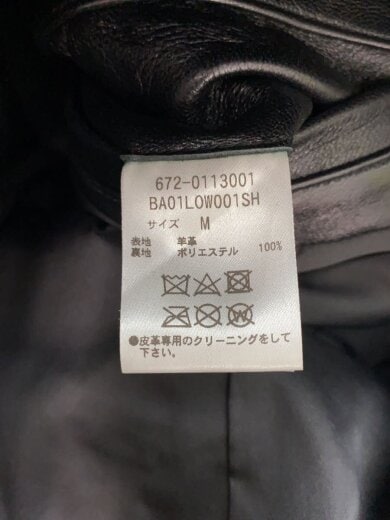 672-0113001
BA01LOW001SH
サイズ M
表地 羊革
裏地 ポリエステル 100%
●皮革専用のクリーニングをして
下さい。